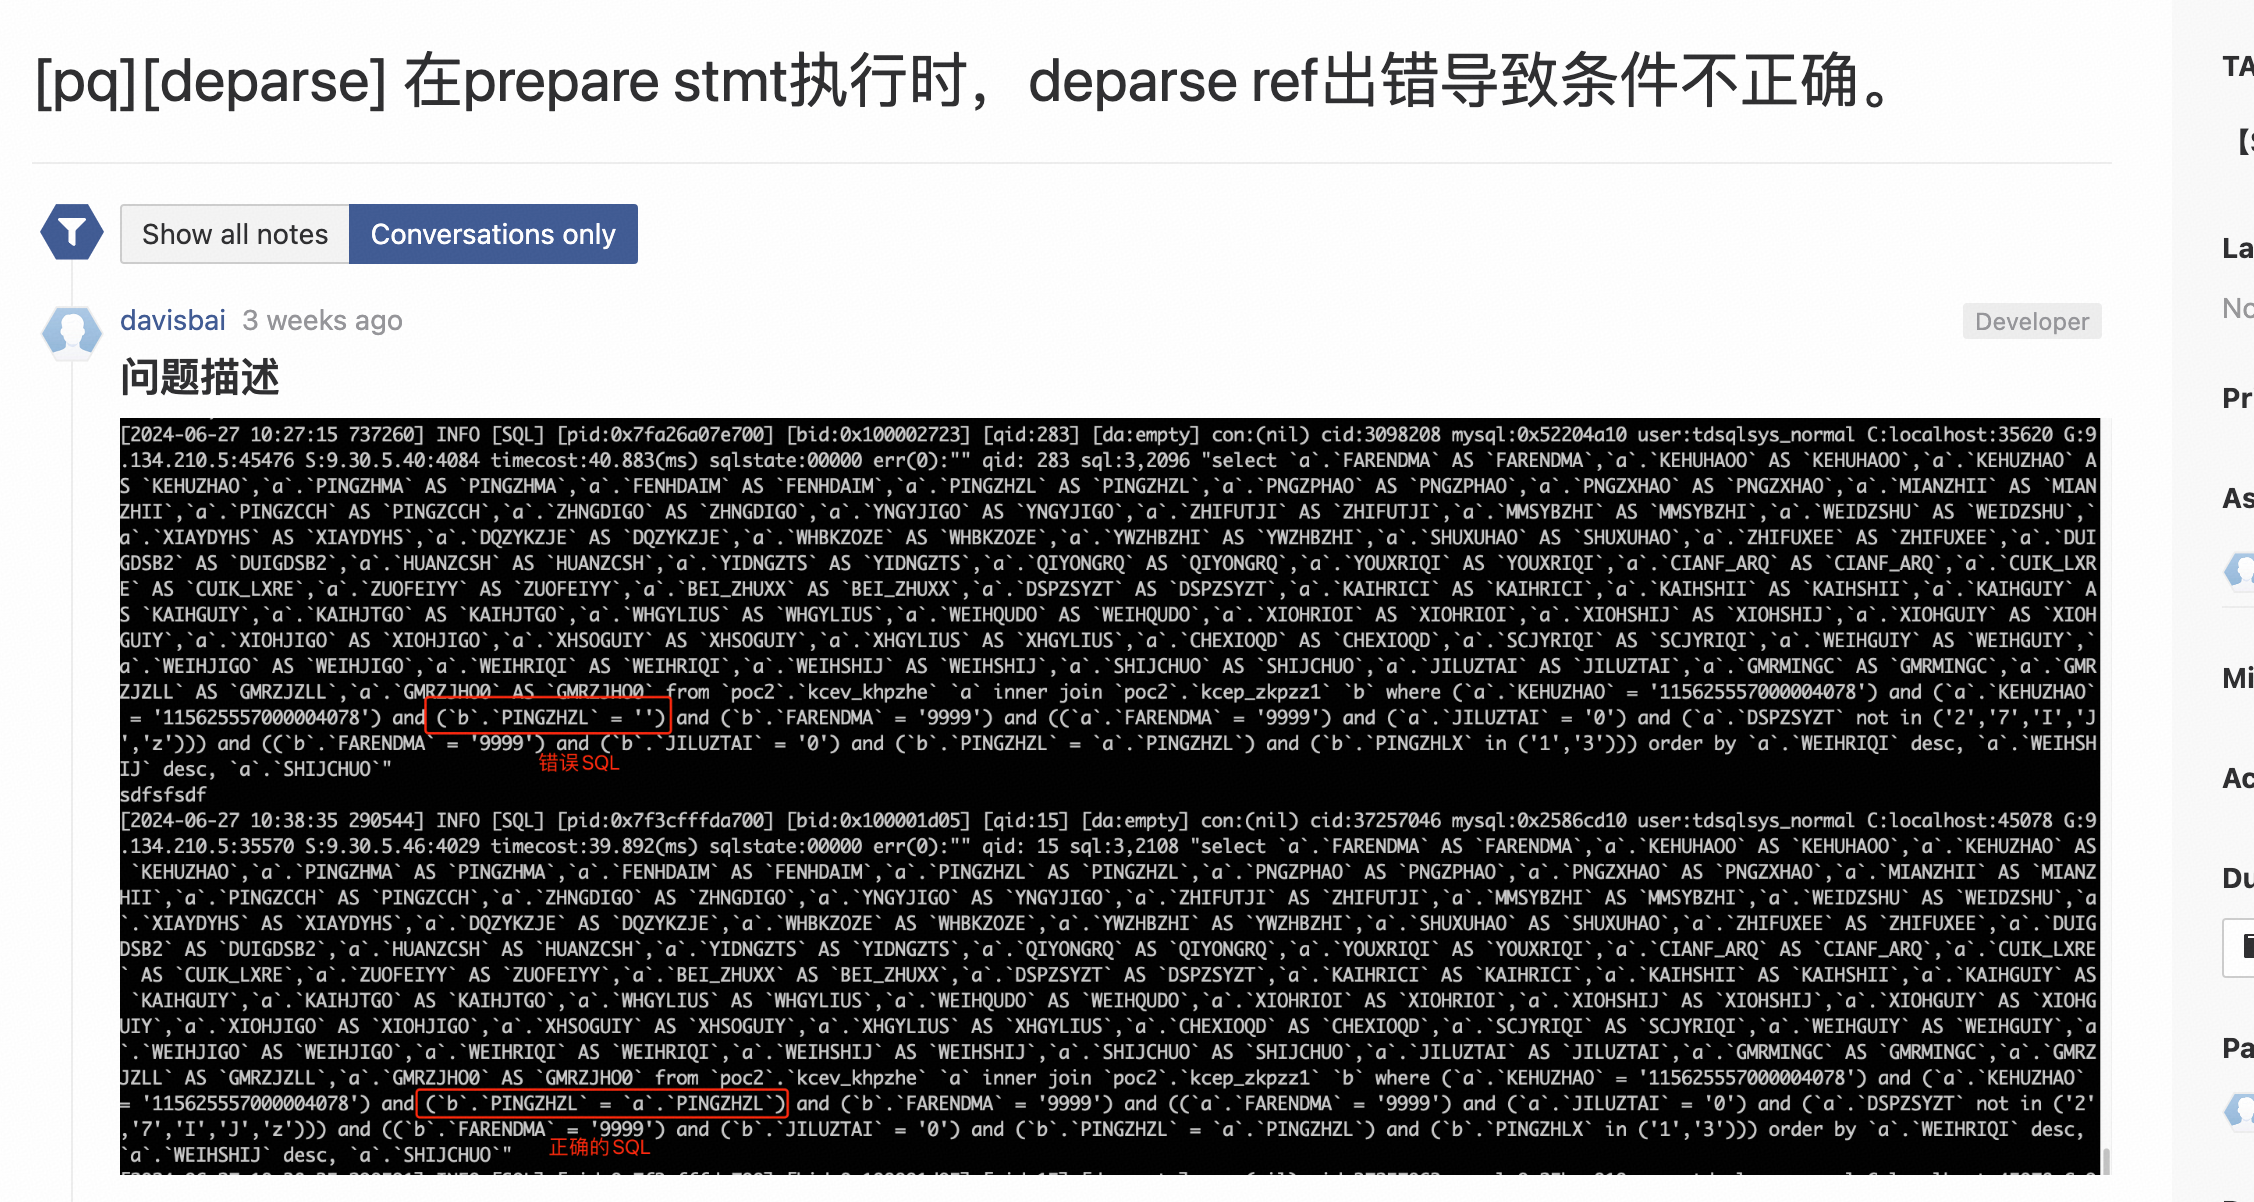 [pq][deparse] 在prepare stmt执行时，deparse ref出错导致条件不正确。
Show all notes
Conversations only
davisbai 3 weeks ago
Developer
问题描述
[2024-06-27 10:27:15 737260] INFO [SQL] [pid:0x7fa26a07e700] [bid:0x100002723] [qid:283] [da:empty] con:(nil) cid:3098208 mysql:0x52204a10 user:tdsqlsys_normal C:localhost:35620 G:9
.134.210.5:45476 S:9.30.5.40:4084 timecost:40.883(ms) sqlstate:00000 err(0):"" qid: 283 sql:3,2096 "select `a`.`FARENDMA` AS `FARENDMA`,`a`.`KEHUHAOO` AS `KEHUHAOO`,`a`.`KEHUZHAO` A
S `KEHUZHAO`,`a`.`PINGZHMA` AS `PINGZHMA`,`a`.`FENHDAIM` AS `FENHDAIM`,`a`.`PINGZHZL` AS `PINGZHZL`,`a`.`PNGZPHAO` AS `PNGZPHAO`,`a`.`PNGZXHAO` AS `PNGZXHAO`,`a`.`MIANZHII` AS `MIAN
ZHII`,`a`.`PINGZCCH` AS `PINGZCCH`,`a`.`ZHNGDIGO` AS `ZHNGDIGO`,`a`.`YNGYJIGO` AS `YNGYJIGO`,`a`.`ZHIFUTJI` AS `ZHIFUTJI`,`a`.`MMSYBZHI` AS `MMSYBZHI`,`a`.`WEIDZSHU` AS `WEIDZSHU`,`
a`.`XIAYDYHS` AS `XIAYDYHS`,`a`.`DQZYKZJE` AS `DQZYKZJE`,`a`.`WHBKZOZE` AS `WHBKZOZE`,`a`.`YWZHBZHI` AS `YWZHBZHI`,`a`.`SHUXUHAO` AS `SHUXUHAO`,`a`.`ZHIFUXEE` AS `ZHIFUXEE`,`a`.`DUI
GDSB2` AS `DUIGDSB2`,`a`.`HUANZCSH` AS `HUANZCSH`,`a`.`YIDNGZTS` AS `YIDNGZTS`,`a`.`QIYONGRQ` AS `QIYONGRQ`,`a`.`YOUXRIQI` AS `YOUXRIQI`,`a`.`CIANF_ARQ` AS `CIANF_ARQ`,`a`.`CUIK_LXR
E` AS `CUIK_LXRE`,`a`.`ZUOFEIYY` AS `ZUOFEIYY`,`a`.`BEI_ZHUXX` AS `BEI_ZHUXX`,`a`.`DSPZSYZT` AS `DSPZSYZT`,`a`.`KAIHRICI` AS `KAIHRICI`,`a`.`KAIHSHII` AS `KAIHSHII`,`a`.`KAIHGUIY` A
S `KAIHGUIY`,`a`.`KAIHJTGO` AS `KAIHJTGO`,`a`.`WHGYLIUS` AS `WHGYLIUS`,`a`.`WEIHQUDO` AS `WEIHQUDO`,`a`.`XIOHRIOI` AS `XIOHRIOI`,`a`.`XIOHSHIJ` AS `XIOHSHIJ`,`a`.`XIOHGUIY` AS `XIOH
GUIY`,`a`.`XIOHJIGO` AS `XIOHJIGO`,`a`.`XHSOGUIY` AS `XHSOGUIY`,`a`.`XHGYLIUS` AS `XHGYLIUS`,`a`.`CHEXIOQD` AS `CHEXIOQD`,`a`.`SCJYRIQI` AS `SCJYRIQI`,`a`.`WEIHGUIY` AS `WEIHGUIY`,`
a`.`WEIHJIGO` AS `WEIHJIGO`,`a`.`WEIHRIQI` AS `WEIHRIQI`,`a`.`WEIHSHIJ` AS `WEIHSHIJ`,`a`.`SHIJCHUO` AS `SHIJCHUO`,`a`.`JILUZTAI` AS `JILUZTAI`,`a`.`GMRMINGC` AS `GMRMINGC`,`a`.`GMR
ZJZLL` AS `GMRZJZLL`,`a`.`GMRZJHO0` AS `GMRZJHO0` from `poc2`.`kcev_khpzhe` `a` inner join `poc2`.`kcep_zkpzz1` `b` where (`a`.`KEHUZHAO` = '115625557000004078') and (`a`.`KEHUZHAO`
= '115625557000004078') and (`b`.`PINGZHZL` = '') and (`b`.`FARENDMA` = '9999') and ((`a`.`FARENDMA` = '9999') and (`a`.`JILUZTAI` = '0') and (`a`.`DSPZSYZT` not in ('2','7','I','J
','z'))) and ((`b`.`FARENDMA` = '9999') and (`b`.`JILUZTAI` = '0') and (`b`.`PINGZHZL` = `a`.`PINGZHZL`) and (`b`.`PINGZHLX` in ('1','3'))) order by `a`.`WEIHRIQI` desc, `a`.`WEIHSH
IJ` desc, `a`.`SHIJCHUO`"
错误SQL
sdfsfsdf
[2024-06-27 10:38:35 290544] INFO [SQL] [pid:0x7f3cfffda700] [bid:0x100001d05] [qid:15] [da:empty] con:(nil) cid:37257046 mysql:0x2586cd10 user:tdsqlsys_normal C:localhost:45078 G:9
.134.210.5:35570 S:9.30.5.46:4029 timecost:39.892(ms) sqlstate:00000 err(0):"" qid: 15 sql:3,2108 "select `a`.`FARENDMA` AS `FARENDMA`,`a`.`KEHUHAOO` AS `KEHUHAOO`,`a`.`KEHUZHAO` AS
`KEHUZHAO`,`a`.`PINGZHMA` AS `PINGZHMA`,`a`.`FENHDAIM` AS `FENHDAIM`,`a`.`PINGZHZL` AS `PINGZHZL`,`a`.`PNGZPHAO` AS `PNGZPHAO`,`a`.`PNGZXHAO` AS `PNGZXHAO`,`a`.`MIANZHII` AS `MIANZ
HII`,`a`.`PINGZCCH` AS `PINGZCCH`,`a`.`ZHNGDIGO` AS `ZHNGDIGO`,`a`.`YNGYJIGO` AS `YNGYJIGO`,`a`.`ZHIFUTJI` AS `ZHIFUTJI`,`a`.`MMSYBZHI` AS `MMSYBZHI`,`a`.`WEIDZSHU` AS `WEIDZSHU`,`a
`.`XIAYDYHS` AS `XIAYDYHS`,`a`.`DQZYKZJE` AS `DQZYKZJE`,`a`.`WHBKZOZE` AS `WHBKZOZE`,`a`.`YWZHBZHI` AS `YWZHBZHI`,`a`.`SHUXUHAO` AS `SHUXUHAO`,`a`.`ZHIFUXEE` AS `ZHIFUXEE`,`a`.`DUIG
DSB2` AS `DUIGDSB2`,`a`.`HUANZCSH` AS `HUANZCSH`,`a`.`YIDNGZTS` AS `YIDNGZTS`,`a`.`QIYONGRQ` AS `QIYONGRQ`,`a`.`YOUXRIQI` AS `YOUXRIQI`,`a`.`CIANF_ARQ` AS `CIANF_ARQ`,`a`.`CUIK_LXRE
` AS `CUIK_LXRE`,`a`.`ZUOFEIYY` AS `ZUOFEIYY`,`a`.`BEI_ZHUXX` AS `BEI_ZHUXX`,`a`.`DSPZSYZT` AS `DSPZSYZT`,`a`.`KAIHRICI` AS `KAIHRICI`,`a`.`KAIHSHII` AS `KAIHSHII`,`a`.`KAIHGUIY` AS
`KAIHGUIY`,`a`.`KAIHJTGO` AS `KAIHJTGO`,`a`.`WHGYLIUS` AS `WHGYLIUS`,`a`.`WEIHQUDO` AS `WEIHQUDO`,`a`.`XIOHRIOI` AS `XIOHRIOI`,`a`.`XIOHSHIJ` AS `XIOHSHIJ`,`a`.`XIOHGUIY` AS `XIOHG
UIY`,`a`.`XIOHJIGO` AS `XIOHJIGO`,`a`.`XHSOGUIY` AS `XHSOGUIY`,`a`.`XHGYLIUS` AS `XHGYLIUS`,`a`.`CHEXIOQD` AS `CHEXIOQD`,`a`.`SCJYRIQI` AS `SCJYRIQI`,`a`.`WEIHGUIY` AS `WEIHGUIY`,`a
`.`WEIHJIGO` AS `WEIHJIGO`,`a`.`WEIHRIQI` AS `WEIHRIQI`,`a`.`WEIHSHIJ` AS `WEIHSHIJ`,`a`.`SHIJCHUO` AS `SHIJCHUO`,`a`.`JILUZTAI` AS `JILUZTAI`,`a`.`GMRMINGC` AS `GMRMINGC`,`a`.`GMRZ
JZLL` AS `GMRZJZLL`,`a`.`GMRZJHO0` AS `GMRZJHO0` from `poc2`.`kcev_khpzhe` `a` inner join `poc2`.`kcep_zkpzz1` `b` where (`a`.`KEHUZHAO` = '115625557000004078') and (`a`.`KEHUZHAO`
= '115625557000004078') and (`b`.`PINGZHZL` = `a`.`PINGZHZL`) and (`b`.`FARENDMA` = '9999') and ((`a`.`FARENDMA` = '9999') and (`a`.`JILUZTAI` = '0') and (`a`.`DSPZSYZT` not in ('2'
,'7','I','J','z'))) and ((`b`.`FARENDMA` = '9999') and (`b`.`JILUZTAI` = '0') and (`b`.`PINGZHZL` = `a`.`PINGZHZL`) and (`b`.`PINGZHLX` in ('1','3'))) order by `a`.`WEIHRIQI` desc,
`a`.`WEIHSHIJ` desc, `a`.`SHIJCHUO`"
正确的SQL
TA
La
No
Pr
As
Mi
Ac
Du
Pa